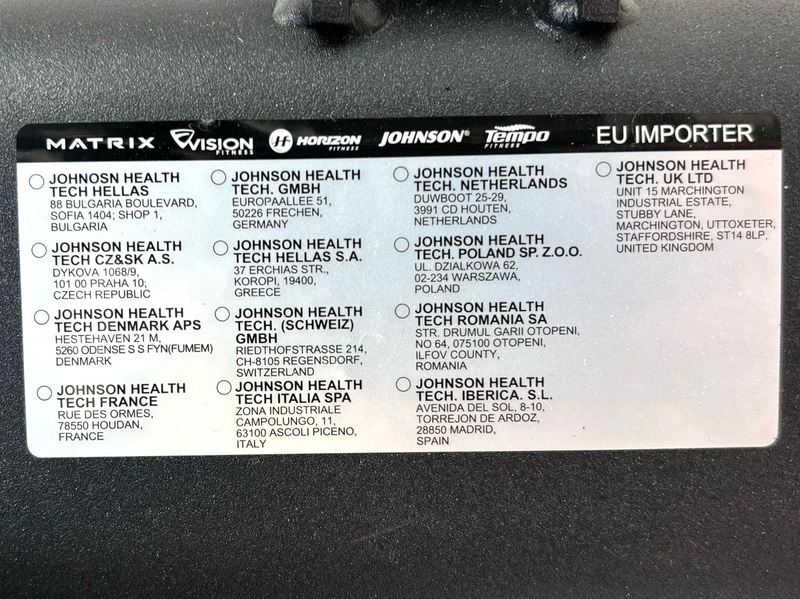 MATRIX VISION FITNESS HORIZON FITNESS JOHNSON® Tempo FITNESS EU IMPORTER
JOHNOSN HEALTH
TECH HELLAS
88 BULGARIA BOULEVARD,
SOFIA 1404; SHOP 1,
BULGARIA
JOHNSON HEALTH
TECH CZ&SK A.S.
DYKOVA 1068/9,
101 00 PRAHA 10;
CZECH REPUBLIC
JOHNSON HEALTH
TECH DENMARK APS
HESTEHAVEN 21 M,
5260 ODENSE S S FYN(FUMEM)
DENMARK
JOHNSON HEALTH
TECH FRANCE
RUE DES ORMES,
78550 HOUDAN,
FRANCE
JOHNSON HEALTH
TECH. GMBH
EUROPAALLEE 51,
50226 FRECHEN,
GERMANY
JOHNSON HEALTH
TECH HELLAS S.A.
37 ERCHIAS STR.,
KOROPI, 19400,
GREECE
JOHNSON HEALTH
TECH. (SCHWEIZ)
GMBH
RIEDTHOFSTRASSE 214,
CH-8105 REGENSDORF,
SWITZERLAND
JOHNSON HEALTH
TECH ITALIA SPA
ZONA INDUSTRIALE
CAMPOLUNGO, 11,
63100 ASCOLI PICENO,
ITALY
JOHNSON HEALTH
TECH. NETHERLANDS
DUWBOOT 25-29,
3991 CD HOUTEN,
NETHERLANDS
JOHNSON HEALTH
TECH. POLAND SP. Z.O.O.
UL. DZIALKOWA 62,
02-234 WARSZAWA,
POLAND
JOHNSON HEALTH
TECH ROMANIA SA
STR. DRUMUL GARII OTOPENI,
NO 64, 075100 OTOPENI,
ILFOV COUNTY,
ROMANIA
JOHNSON HEALTH
TECH. IBERICA. S.L.
AVENIDA DEL SOL, 8-10,
TORREJON DE ARDOZ,
28850 MADRID,
SPAIN
JOHNSON HEALTH
TECH. UK LTD
UNIT 15 MARCHINGTON
INDUSTRIAL ESTATE,
STUBBY LANE,
MARCHINGTON, UTTOXETER,
STAFFORDSHIRE, ST14 8LP,
UNITED KINGDOM